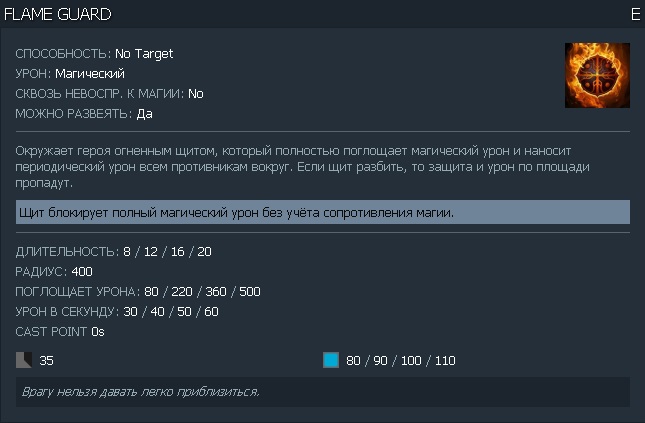 FLAME GUARD E
СПОСОБНОСТЬ: No Target
УРОН: Магический
СКВОЗЬ НЕВОСПР. К МАГИИ: No
МОЖНО РАЗВЕЯТЬ: Да
Окружает героя огненным щитом, который полностью поглощает магический урон и наносит
периодический урон всем противникам вокруг. Если щит разбить, то защита и урон по площади
пропадут.
Щит блокирует полный магический урон без учёта сопротивления магии.
ДЛИТЕЛЬНОСТЬ: 8 / 12 / 16 / 20
РАДИУС: 400
ПОГЛОЩАЕТ УРОНА: 80 / 220 / 360 / 500
УРОН В СЕКУНДУ: 30 / 40 / 50 / 60
CAST POINT 0s
35 80 / 90 / 100 / 110
Врагу нельзя давать легко приблизиться.